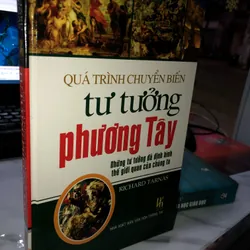 QUÁ TRÌNH CHUYỂN BIẾN
tư tưởng
phương Tây
Những tư tưởng đã định hình
thế giới quan của chúng ta
RICHARD TARNAS